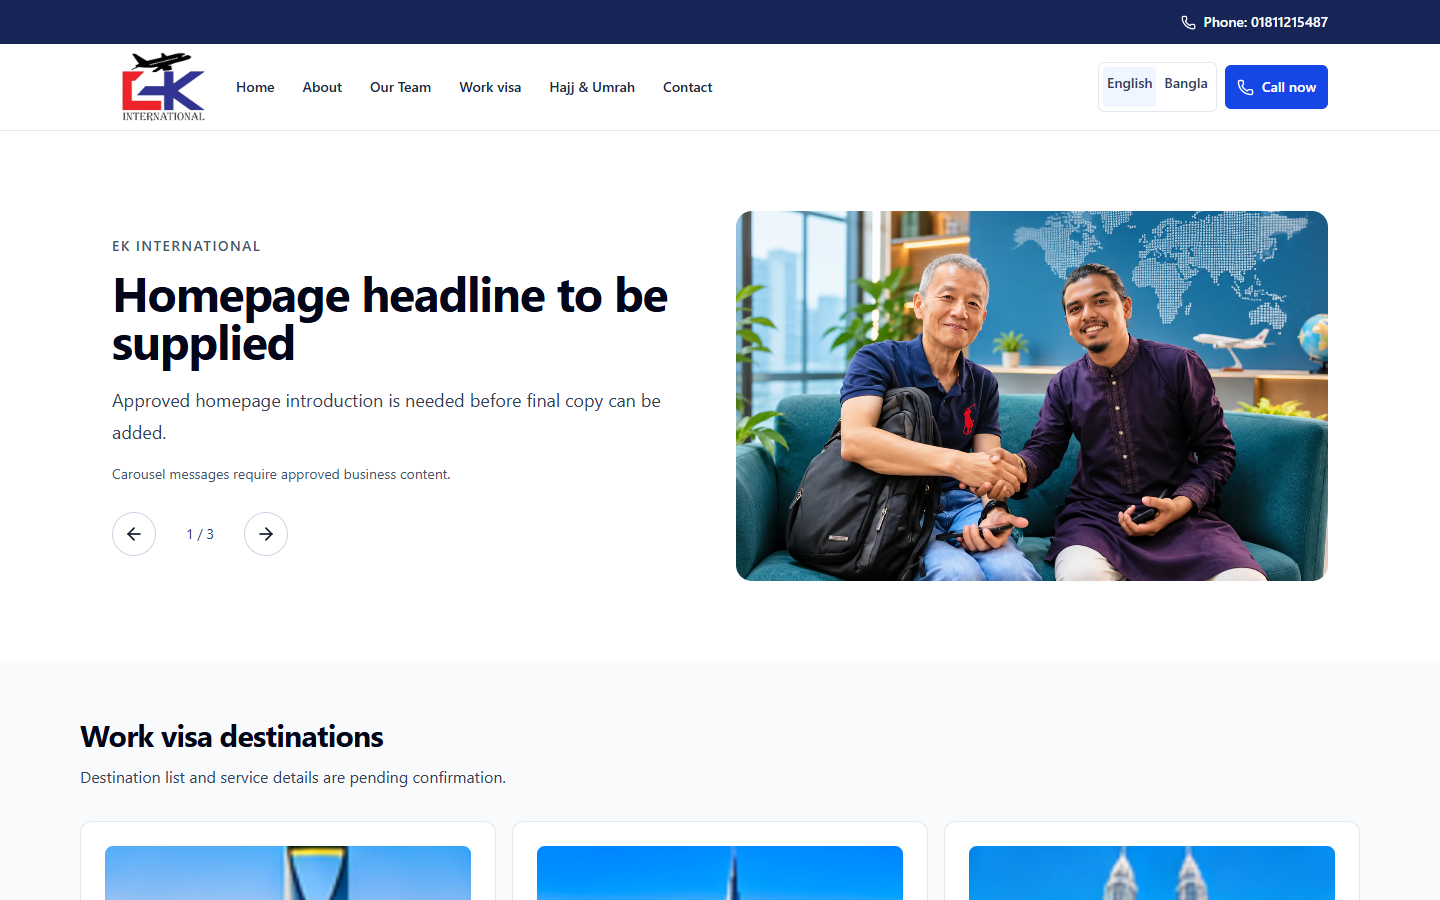 Phone: 01811215487
EK
INTERNATIONAL
Home
About
Our Team
Work visa
Hajj & Umrah
Contact
English
Bangla
Call now
EK INTERNATIONAL
Homepage headline to be
supplied
Approved homepage introduction is needed before final copy can be
added.
Carousel messages require approved business content.
1 / 3
Work visa destinations
Destination list and service details are pending confirmation.